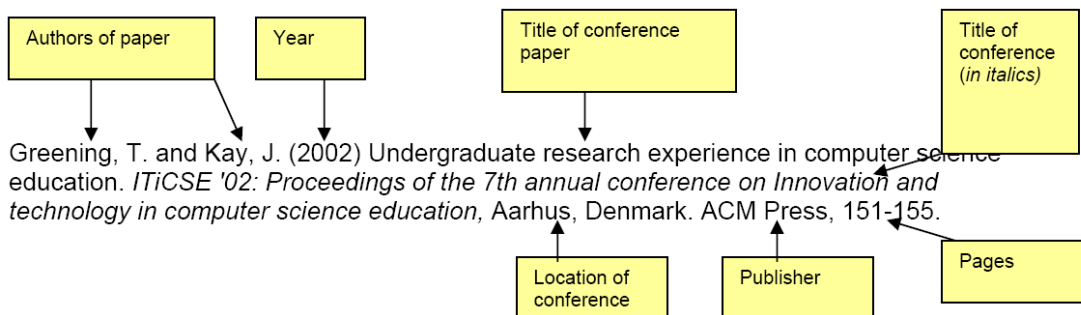 Authors of paper
Year
Title of conference
paper
Title of
conference
(in italics)
Greening, T. and Kay, J. (2002) Undergraduate research experience in computer science
education. ITiCSE '02: Proceedings of the 7th annual conference on Innovation and
technology in computer science education, Aarhus, Denmark. ACM Press, 151-155.
Location of
conference
Publisher
Pages